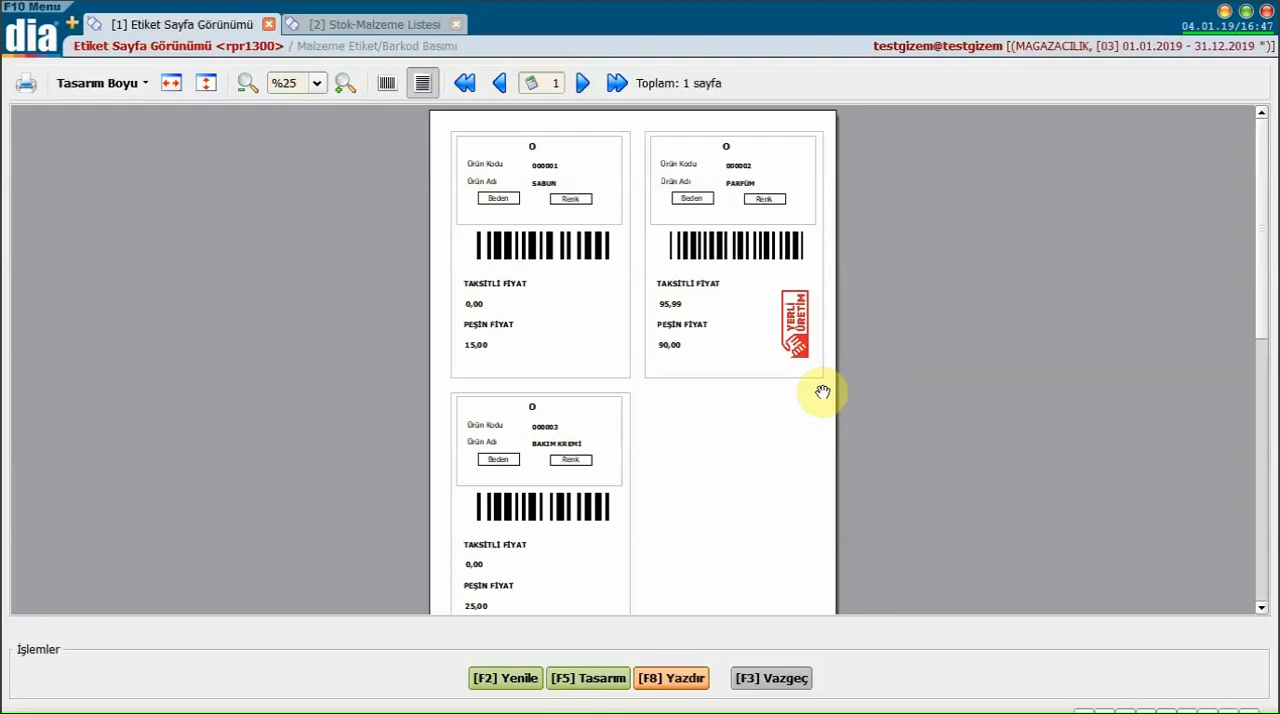 F10 Menu
dia
[1] Etiket Sayfa Görünümü
[2] Stok-Malzeme Listesi
04.01.19/16:47
Etiket Sayfa Görünümü <rpr1300> / Malzeme Etiket/Barkod Basımı
testgizem@testgizem [(MAGAZACILIK, [03] 01.01.2019 - 31.12.2019 *)]
Tasarım Boyu
%25
1
Toplam: 1 sayfa
O
Ürün Kodu 000001
Ürün Adı SABUN
Beden Renk
TAKSİTLİ FİYAT
0,00
PEŞİN FİYAT
15,00
O
Ürün Kodu 000002
Ürün Adı PARFÜM
Beden Renk
TAKSİTLİ FİYAT
95,99
PEŞİN FİYAT
90,00
YERLİ
ÜRETİM
O
Ürün Kodu 000003
Ürün Adı BAKIM KREMİ
Beden Renk
TAKSİTLİ FİYAT
0,00
PEŞİN FİYAT
25,00
İşlemler
[F2] Yenile
[F5] Tasarım
[F8] Yazdır
[F3] Vazgeç